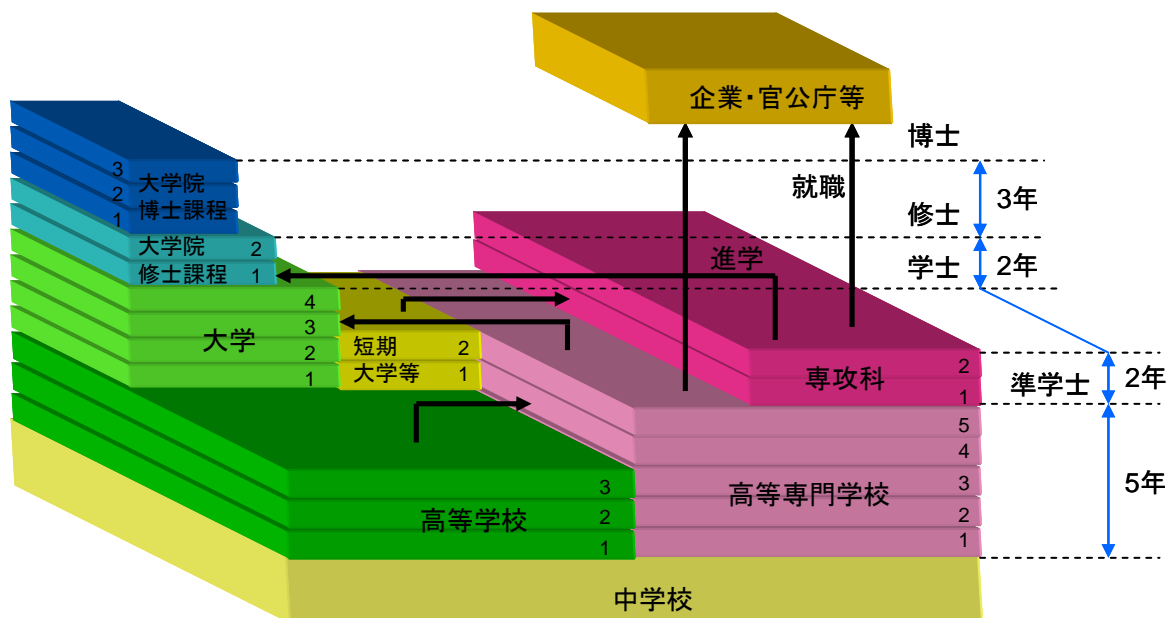 企業・官公庁等
博士
3
大学院
就職
3年
2
博士課程
1
修士
大学院
2
進学
学士
2年
修士課程
1
4
大学
3
短期
2
2
専攻科
2
大学等
1
1
1
準学士
2年
5
4
3
高等専門学校
3
5年
高等学校
2
2
1
1
中学校